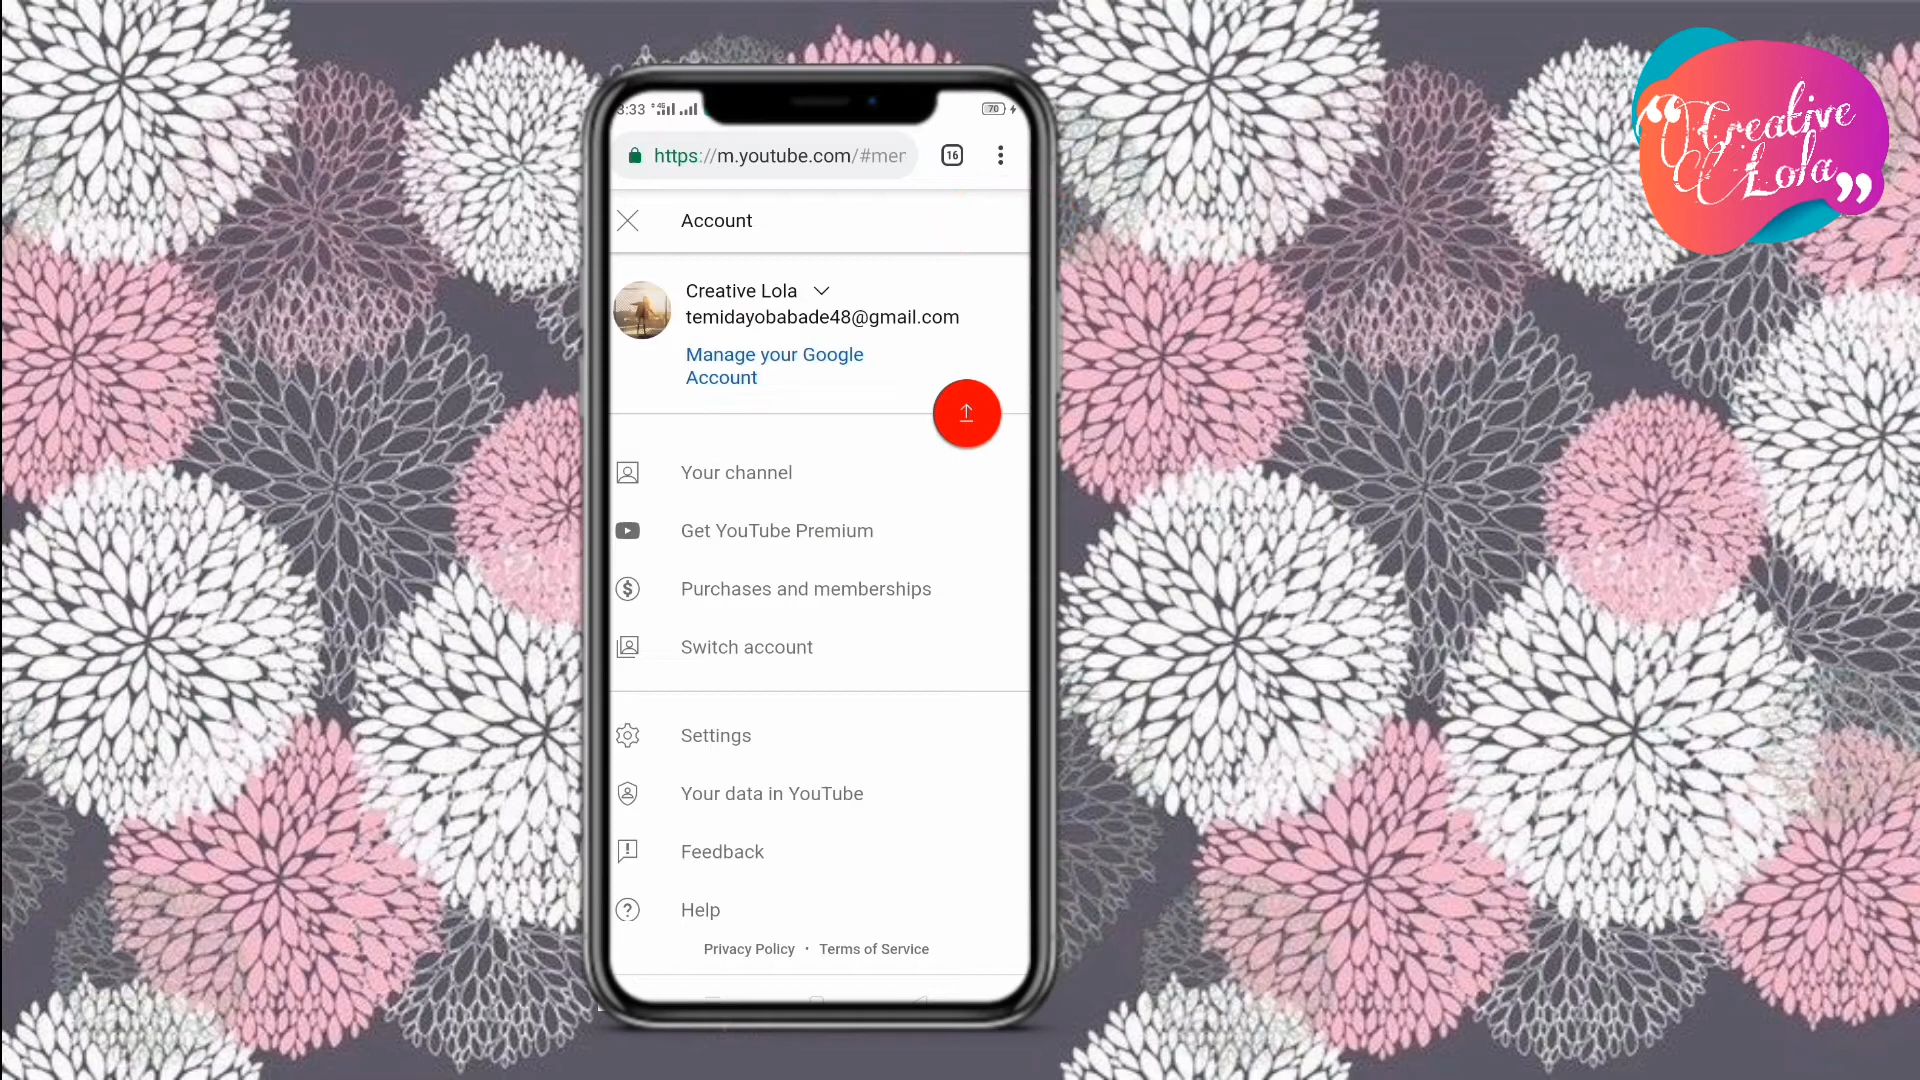 3:33 4G 70
https://m.youtube.com/#mer 16
Account
Creative Lola
temidayobabade48@gmail.com
Manage your Google
Account
Your channel
Get YouTube Premium
Purchases and memberships
Switch account
Settings
Your data in YouTube
Feedback
Help
Privacy Policy • Terms of Service
“Creative
Lola”